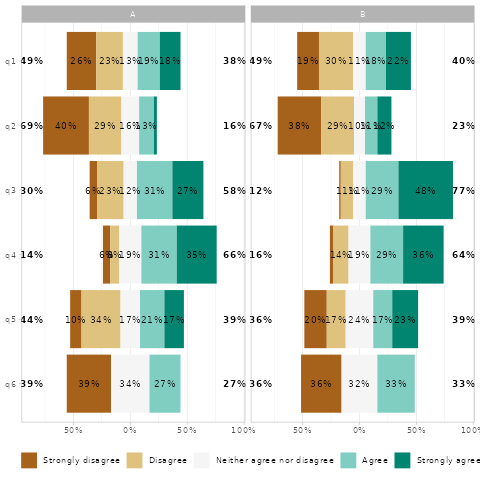 A B
q1 49% 26% 23% 13% 19% 18% 38% 49% 19% 30% 11% 18% 22% 40%
q2 69% 40% 29% 16% 13% 16% 67% 38% 29% 10% 11% 12% 23%
q3 30% 6% 23% 12% 31% 27% 58% 12% 11% 11% 29% 48% 77%
q4 14% 6% 8% 19% 31% 35% 66% 16% 14% 19% 29% 36% 64%
q5 44% 10% 34% 17% 21% 17% 39% 36% 20% 17% 24% 17% 23% 39%
q6 39% 39% 34% 27% 27% 36% 36% 32% 33% 33%
50% 0% 50% 100% 50% 0% 50% 100%
Strongly disagree Disagree Neither agree nor disagree Agree Strongly agree